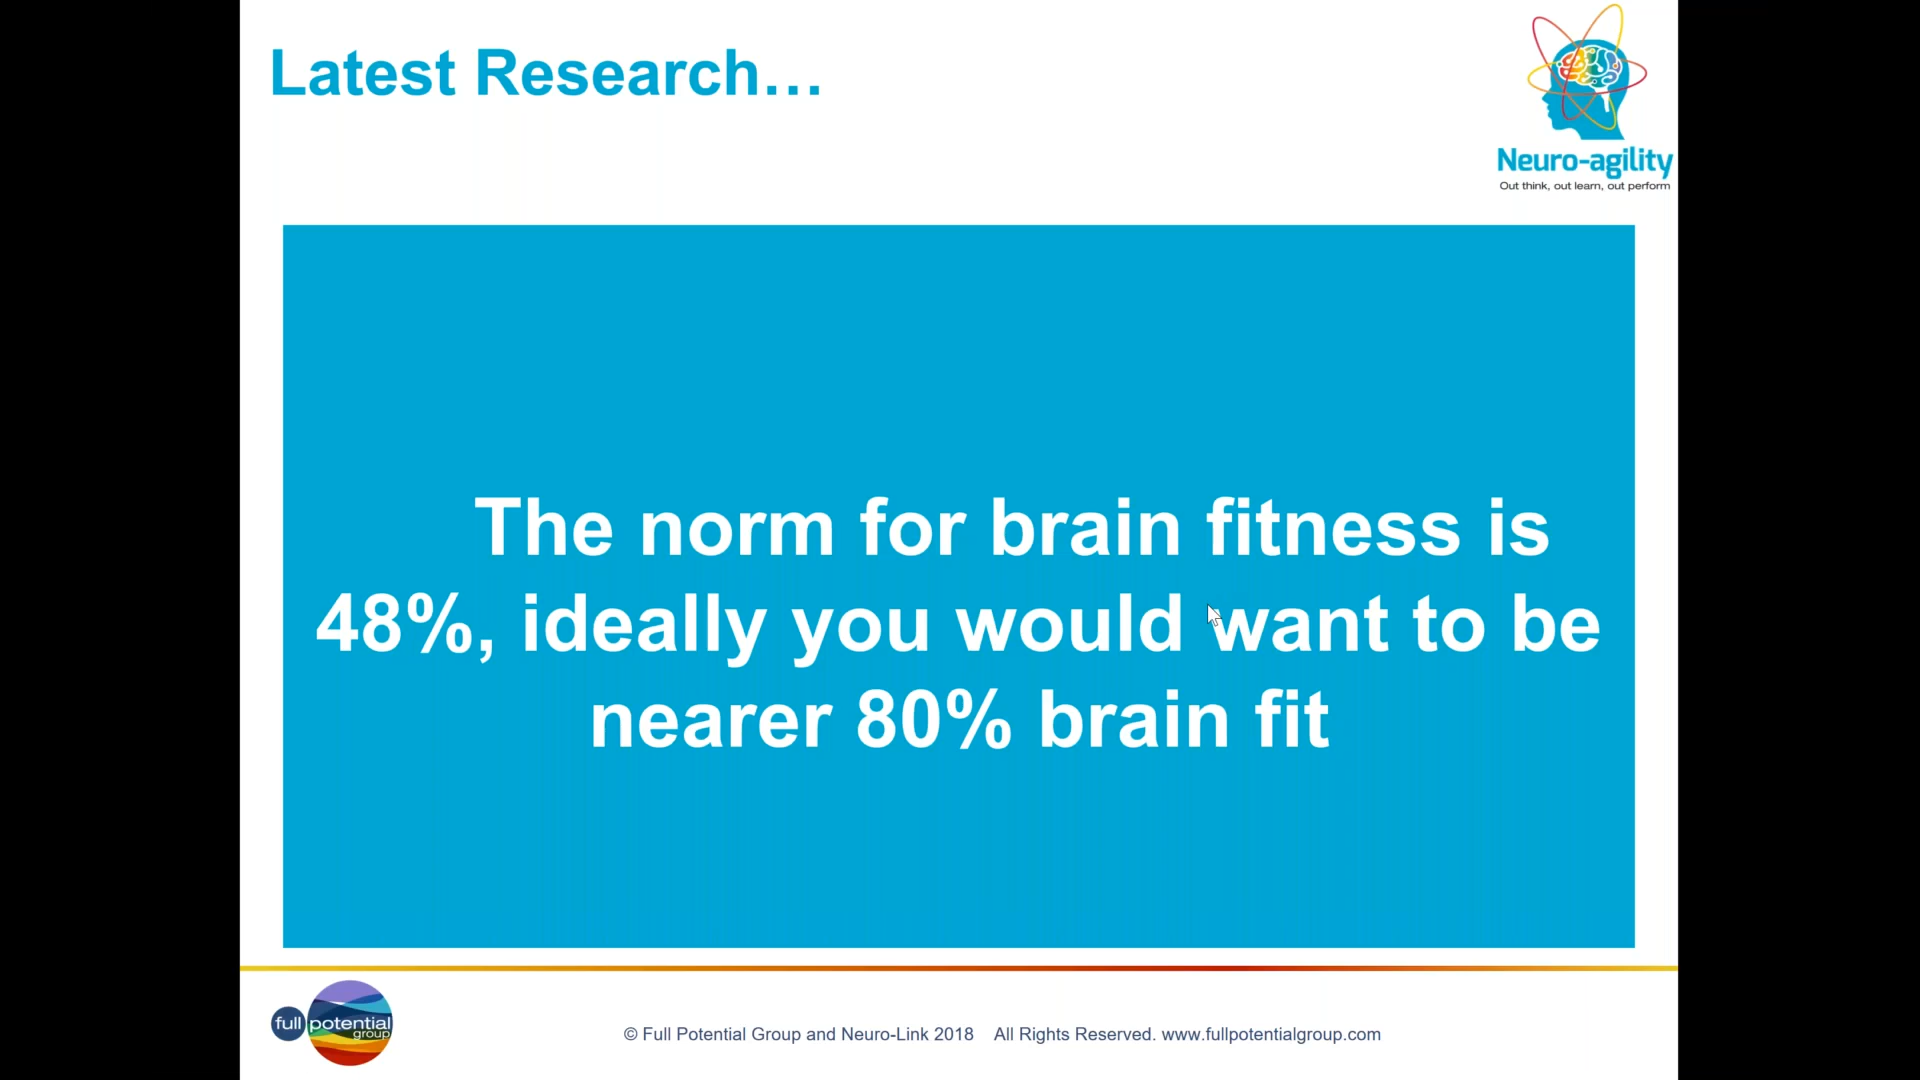 Latest Research...
Neuro-agility
Out think, out learn, out perform
The norm for brain fitness is
48%, ideally you would want to be
nearer 80% brain fit
full potential
group
© Full Potential Group and Neuro-Link 2018 All Rights Reserved. www.fullpotentialgroup.com